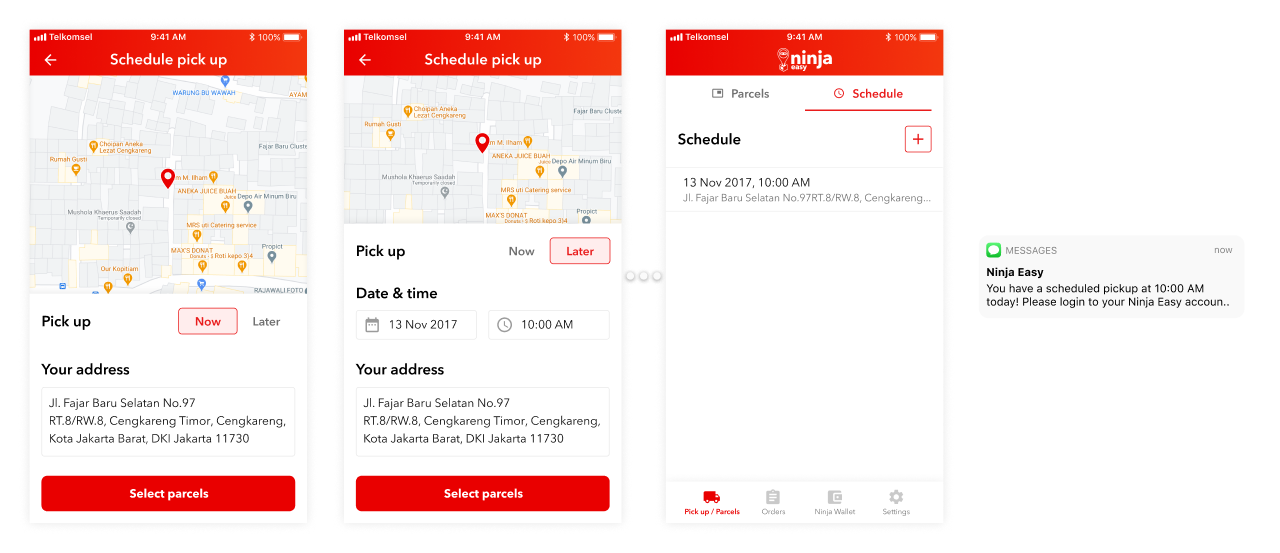 Telkomsel 9:41 AM 100%
Schedule pick up
WARUNG BU WAWAH
AYAM
Choipan Aneka
Lezat Cengkareng
Fajar Baru Cluste
Rumah Gusti
m M. Ilham
ANEKA JUICE BUAH
Juice
Depo Air Minum Biru
Mushola Khaerus Saadah
Temporarily closed
MRS uti Catering service
MAX'S DONAT
Donuts • $
Roti kepo 3|4
Propict
Our Kopitiam
RAJAWALI FOTO
Pick up
Now
Later
Your address
Jl. Fajar Baru Selatan No.97
RT.8/RW.8, Cengkareng Timor, Cengkareng,
Kota Jakarta Barat, DKI Jakarta 11730
Select parcels
Telkomsel 9:41 AM 100%
Schedule pick up
Choipan Aneka
Lezat Cengkareng
Fajar Baru Cluste
Rumah Gusti
m M. Ilham
ANEKA JUICE BUAH
Juice
Depo Air Minum Biru
Mushola Khaerus Saadah
Temporarily closed
MRS uti Catering service
MAX'S DONAT
Donuts • $
Roti kepo 3|4
Propict
Pick up
Now
Later
Date & time
13 Nov 2017
10:00 AM
Your address
Jl. Fajar Baru Selatan No.97
RT.8/RW.8, Cengkareng Timor, Cengkareng,
Kota Jakarta Barat, DKI Jakarta 11730
Select parcels
Telkomsel 9:41 AM 100%
ninja
easy
Parcels
Schedule
Schedule
13 Nov 2017, 10:00 AM
Jl. Fajar Baru Selatan No.97RT.8/RW.8, Cengkareng...
Pick up / Parcels
Orders
Ninja Wallet
Settings
MESSAGES
now
Ninja Easy
You have a scheduled pickup at 10:00 AM
today! Please login to your Ninja Easy accoun..